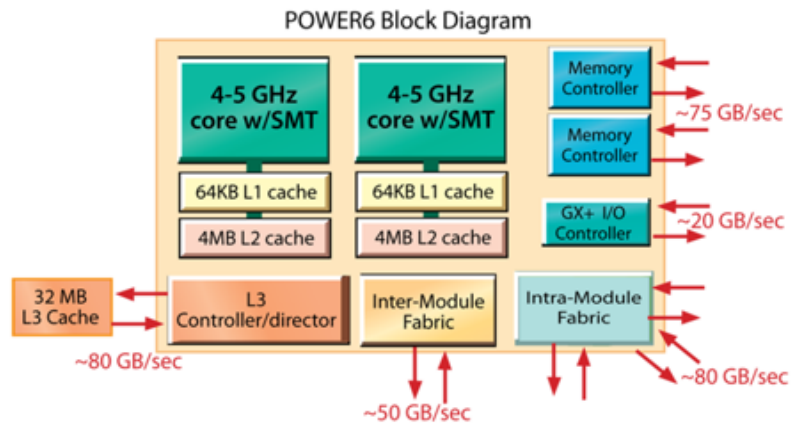 POWER6 Block Diagram
4-5 GHz
core w/SMT
4-5 GHz
core w/SMT
Memory
Controller
~75 GB/sec
Memory
Controller
64KB L1 cache
64KB L1 cache
GX+ I/O
Controller
~20 GB/sec
4MB L2 cache
4MB L2 cache
32 MB
L3 Cache
L3
Controller/director
Inter-Module
Fabric
Intra-Module
Fabric
~80 GB/sec
~80 GB/sec
~50 GB/sec